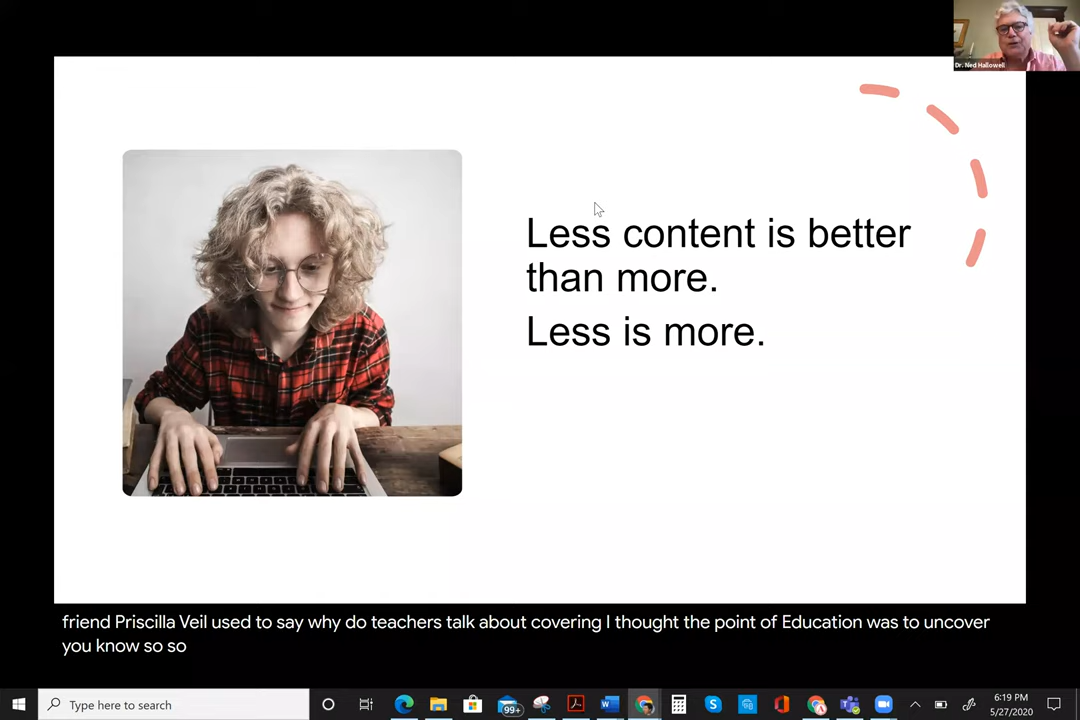 Dr. Ned Hallowell
Less content is better
than more.
Less is more.
friend Priscilla Veil used to say why do teachers talk about covering I thought the point of Education was to uncover
you know so so
Type here to search
99+
W
S
6:19 PM
5/27/2020